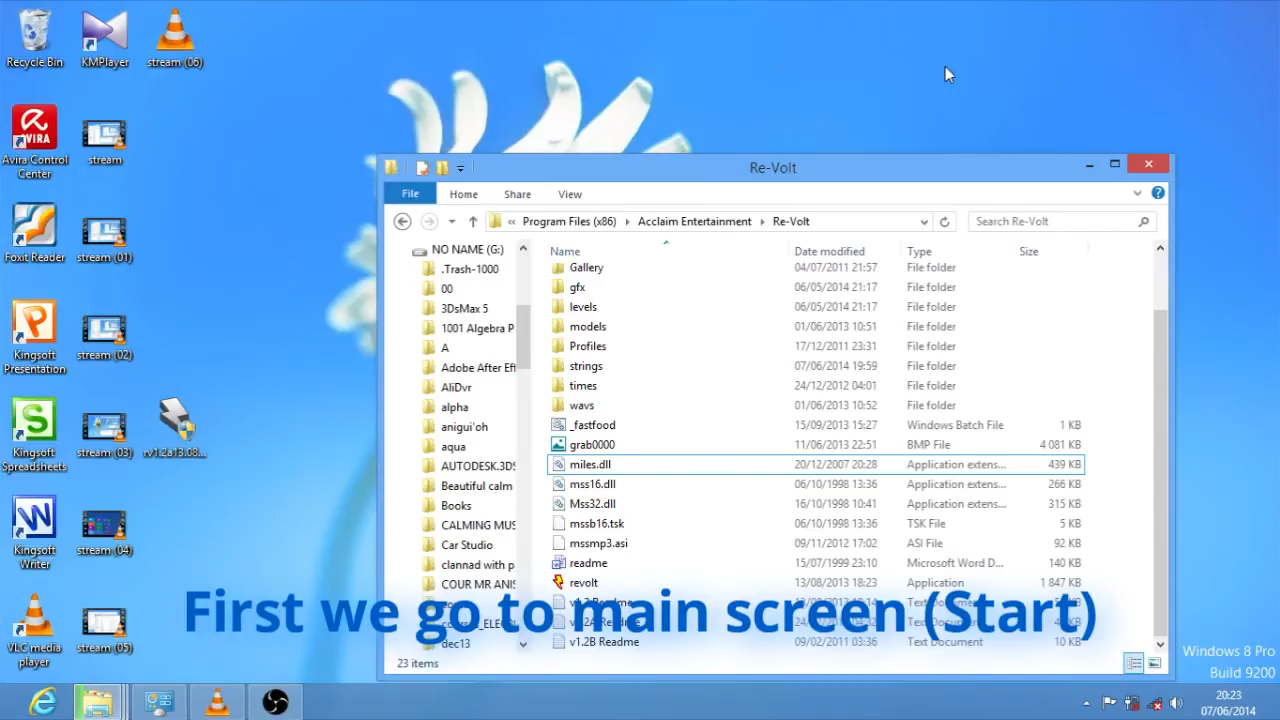 Recycle Bin
KMPlayer
stream (06)
AVIRA
Avira Control
Center
stream
Foxit Reader
stream (01)
Kingsoft
Presentation
stream (02)
Kingsoft
Spreadsheets
stream (03)
rv1.2a13.08...
Kingsoft
Writer
stream (04)
VLC media
player
stream (05)
Re-Volt
File
Home
Share
View
« Program Files (x86) Acclaim Entertainment Re-Volt
Search Re-Volt
NO NAME (G:)
.Trash-1000
00
3DsMax 5
1001 Algebra P
A
Adobe After Eff
AliDvr
alpha
anigui'oh
aqua
AUTODESK.3DS
Beautiful calm
Books
CALMING MUS
Car Studio
clannad with p
COUR MR ANIS
dec13
Name Date modified Type Size
Gallery 04/07/2011 21:57 File folder
gfx 06/05/2014 21:17 File folder
levels 06/05/2014 21:17 File folder
models 01/06/2013 10:51 File folder
Profiles 17/12/2011 23:31 File folder
strings 07/06/2014 19:59 File folder
times 24/12/2012 04:01 File folder
wavs 01/06/2013 10:52 File folder
_fastfood 15/09/2013 15:27 Windows Batch File 1 KB
grab0000 11/06/2013 22:51 BMP File 4 081 KB
miles.dll 20/12/2007 20:28 Application extens... 439 KB
mss16.dll 06/10/1998 13:36 Application extens... 266 KB
Mss32.dll 16/10/1998 10:41 Application extens... 315 KB
mssb16.tsk 06/10/1998 13:36 TSK File 5 KB
mssmp3.asi 09/11/2012 17:02 ASI File 92 KB
readme 15/07/1999 23:10 Microsoft Word D... 140 KB
revolt 13/08/2013 18:23 Application 1 847 KB
First we go to main screen (Start)
v1.2B Readme 09/02/2011 03:36 Text Document 10 KB
23 items
Windows 8 Pro
Build 9200
20:23
07/06/2014